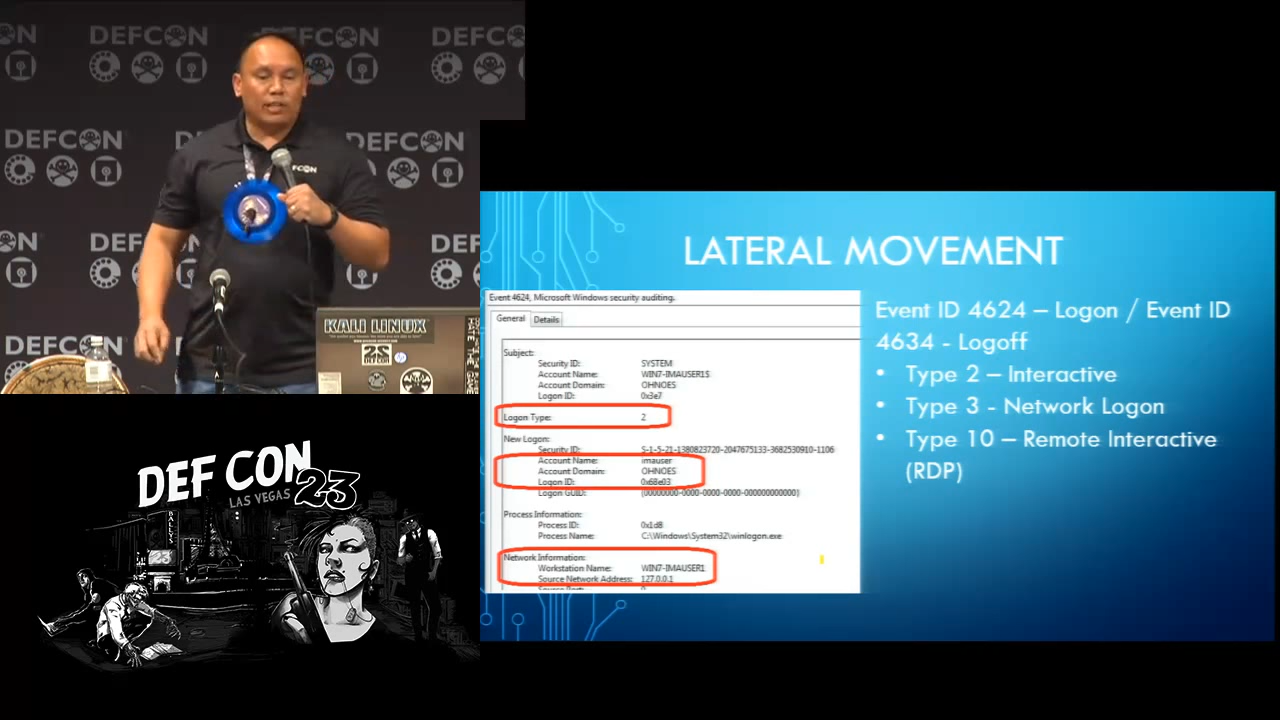 DEFCON DEFCON DEFCON
DEFCON DEFCON
DEFCON
KALI LINUX
DEF CON
LAS VEGAS 23
BALLYS
LATERAL MOVEMENT
Event 4624, Microsoft Windows security auditing.
General Details
Subject:
Security ID: SYSTEM
Account Name: WIN7-IMAUSER1$
Account Domain: OHNOES
Logon ID: 0x3e7
Logon Type: 2
New Logon:
Security ID: S-1-5-21-1380823720-2047675133-3682530910-1106
Account Name: imauser
Account Domain: OHNOES
Logon ID: 0x68e03
Logon GUID: {00000000-0000-0000-0000-000000000000}
Process Information:
Process ID: 0x1d8
Process Name: C:\Windows\System32\winlogon.exe
Network Information:
Workstation Name: WIN7-IMAUSER1
Source Network Address: 127.0.0.1
Event ID 4624 – Logon / Event ID
4634 - Logoff
• Type 2 – Interactive
• Type 3 - Network Logon
• Type 10 – Remote Interactive
(RDP)